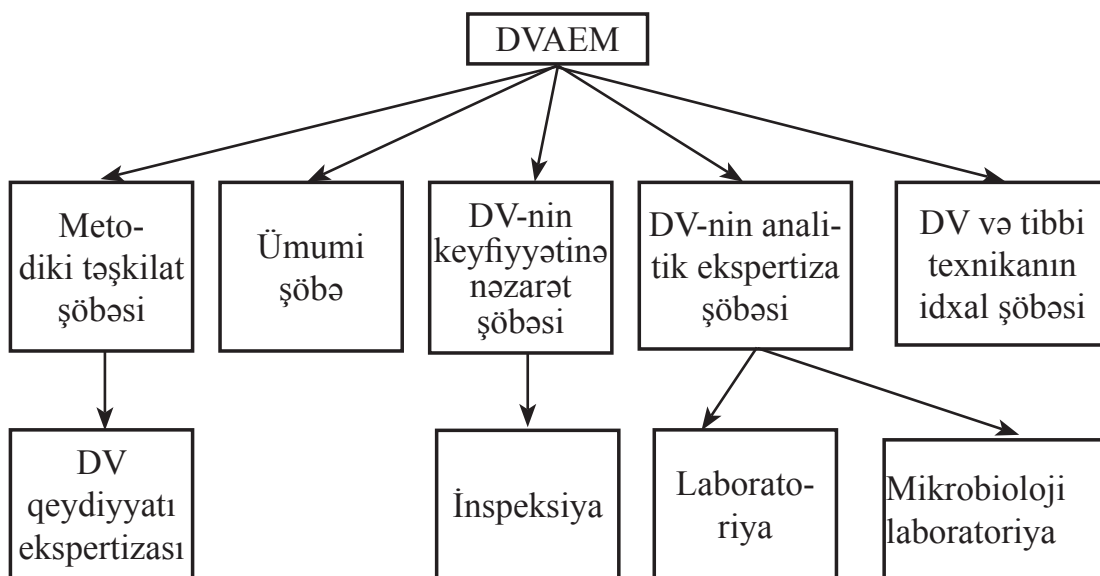 DVAEM
Meto-
diki təşkilat
şöbəsi
Ümumi
şöbə
DV-nin
keyfiyyətinə
nəzarət
şöbəsi
DV-nin anali-
tik ekspertiza
şöbəsi
DV və tibbi
texnikanın
idxal şöbəsi
DV
qeydiyyatı
ekspertizası
İnspeksiya
Laborato-
riya
Mikrobioloji
laboratoriya